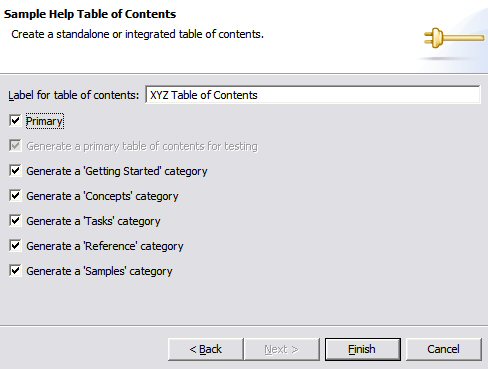 Sample Help Table of Contents
Create a standalone or integrated table of contents.
Label for table of contents: XYZ Table of Contents
Primary
Generate a primary table of contents for testing
Generate a 'Getting Started' category
Generate a 'Concepts' category
Generate a 'Tasks' category
Generate a 'Reference' category
Generate a 'Samples' category
< Back Next > Finish Cancel